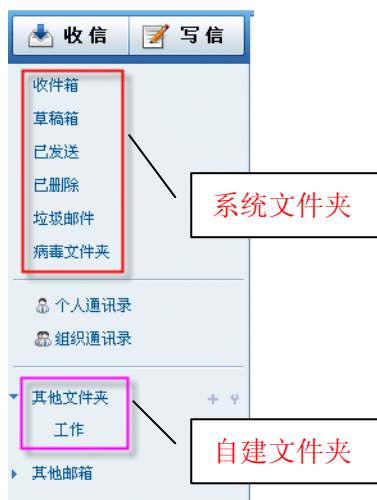 收信 写信
收件箱
草稿箱
已发送
已删除
系统文件夹
垃圾邮件
病毒文件夹
个人通讯录
组织通讯录
其他文件夹
工作
自建文件夹
其他邮箱